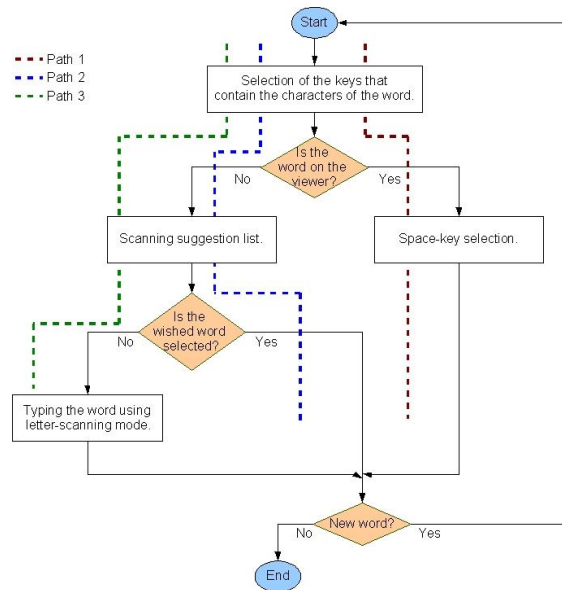 Start
Path 1
Path 2
Path 3
Selection of the keys that
contain the characters of the word.
Is the
word on the
viewer?
No
Yes
Scanning suggestion list.
Space-key selection.
Is the
wished word
selected?
No
Yes
Typing the word using
letter-scanning mode.
New word?
No
Yes
End